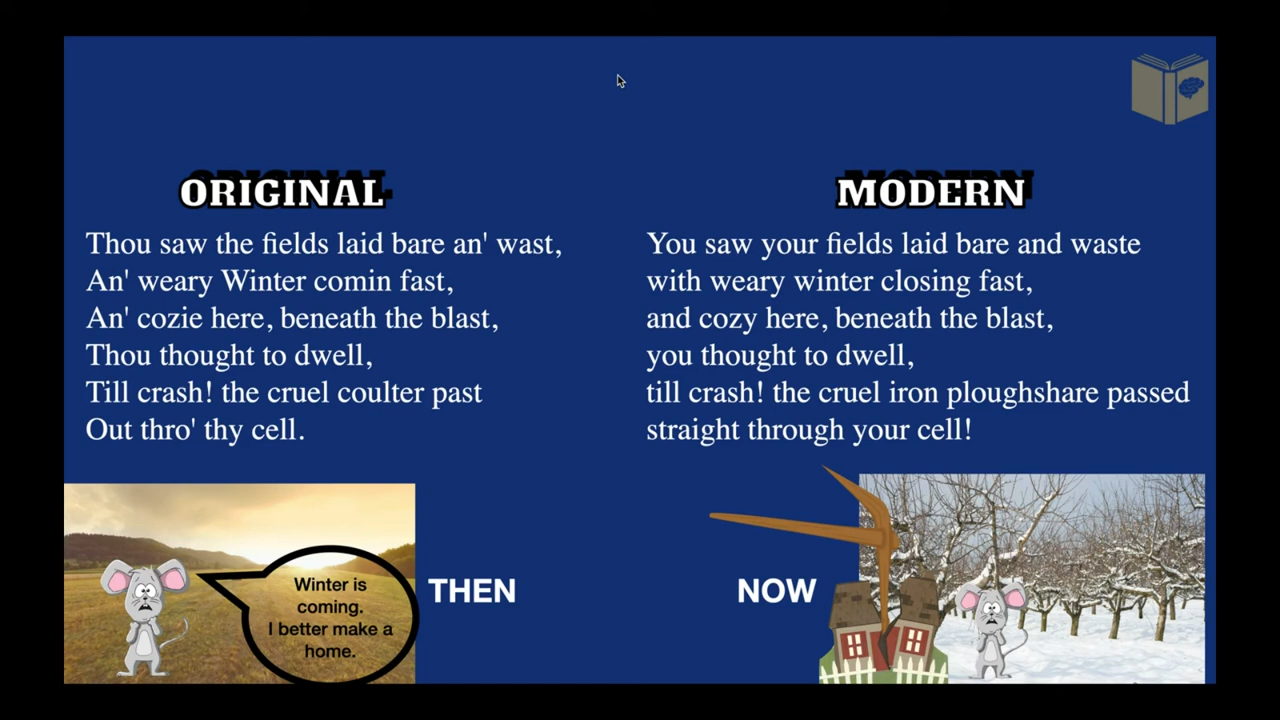 ORIGINAL
Thou saw the fields laid bare an' wast,
An' weary Winter comin fast,
An' cozie here, beneath the blast,
Thou thought to dwell,
Till crash! the cruel coulter past
Out thro' thy cell.
MODERN
You saw your fields laid bare and waste
with weary winter closing fast,
and cozy here, beneath the blast,
you thought to dwell,
till crash! the cruel iron ploughshare passed
straight through your cell!
Winter is
coming.
I better make a
home.
THEN
NOW